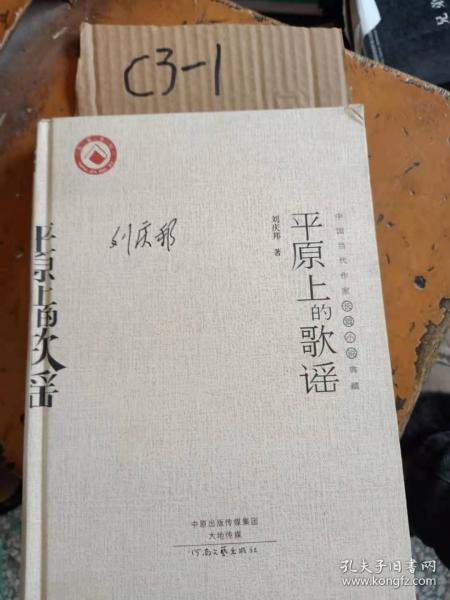 C3-1
中国当代作家长篇小说典藏
平原上的歌谣
刘庆邦 著
刘庆邦
平原上的歌谣
中原出版传媒集团
大地传媒
河南文艺出版社
孔夫子旧书网
www.kongfz.com